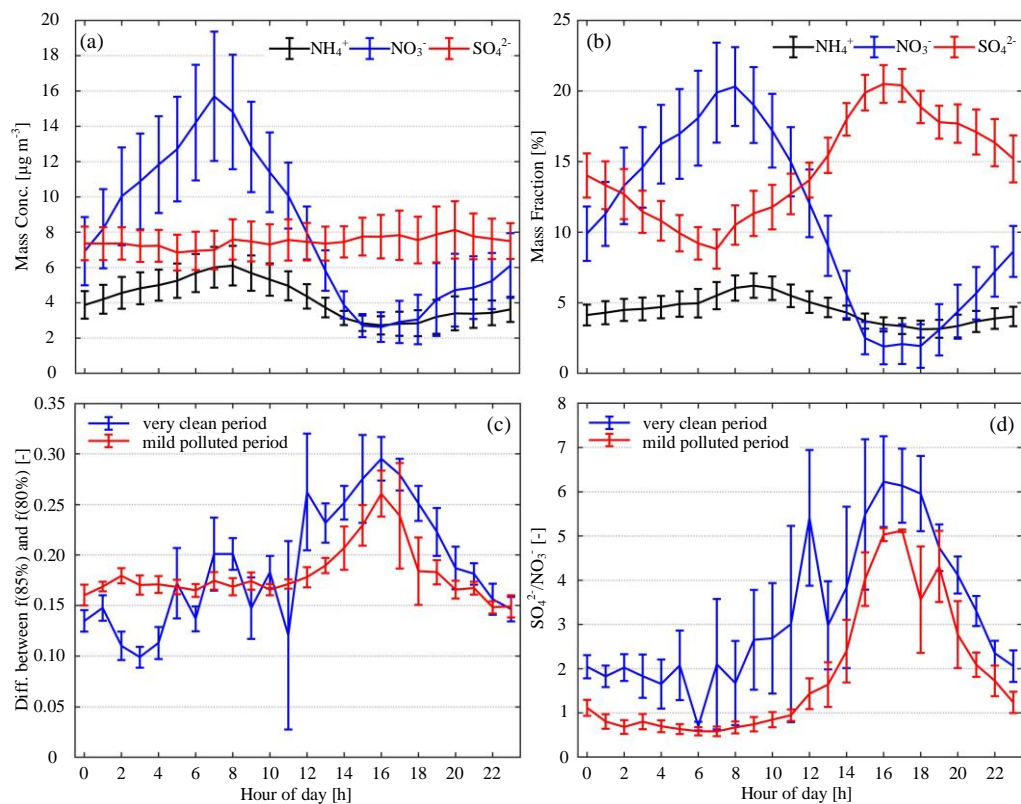 (a)
NH₄⁺ NO₃⁻ SO₄²⁻
20
18
16
14
12
10
8
6
4
2
0
Mass Conc. [μg m⁻³]
(b)
NH₄⁺ NO₃⁻ SO₄²⁻
25
20
15
10
5
0
Mass Fraction [%]
(c)
very clean period
mild polluted period
0.35
0.30
0.25
0.20
0.15
0.10
0.05
0.00
Diff. between f(85%) and f(80%) [-]
0 2 4 6 8 10 12 14 16 18 20 22
Hour of day [h]
(d)
very clean period
mild polluted period
8
7
6
5
4
3
2
1
0
SO₄²⁻/NO₃⁻ [-]
0 2 4 6 8 10 12 14 16 18 20 22
Hour of day [h]